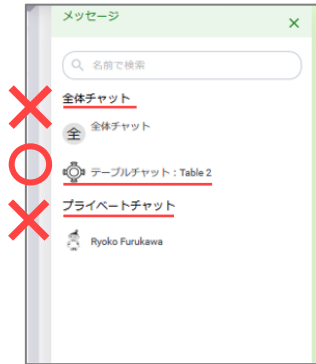 メッセージ
×
名前で検索
全体チャット
全 全体チャット
テーブルチャット：Table 2
プライベートチャット
Ryoko Furukawa